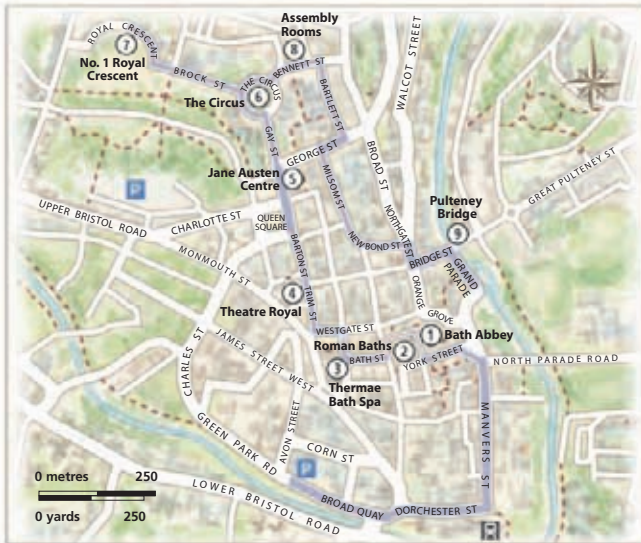 Assembly
Rooms
8
ROYAL CRESCENT
7
No. 1 Royal
Crescent
BROCK ST
THE CIRCUS
BENNETT ST
6
The Circus
BARTLETT ST
WALCOT STREET
GAY ST
GEORGE ST
BROAD ST
Jane Austen
Centre
5
MILSOM ST
GREAT PULTENEY ST
P
Pulteney
Bridge
9
UPPER BRISTOL ROAD
CHARLOTTE ST
QUEEN
SQUARE
NORTHGATE ST
NEW BOND ST
BRIDGE ST
GRAND
PARADE
MONMOUTH ST
BARTON ST
4
Theatre Royal
TRIM ST
ORANGE
GROVE
WESTGATE ST
1
Bath Abbey
Roman Baths
2
YORK STREET
BATH ST
3
Thermae
Bath Spa
NORTH PARADE ROAD
JAMES STREET WEST
CHARLES ST
MANVERS ST
GREEN PARK RD
AVON STREET
CORN ST
P
0 metres 250
0 yards 250
LOWER BRISTOL ROAD
BROAD QUAY
DORCHESTER ST